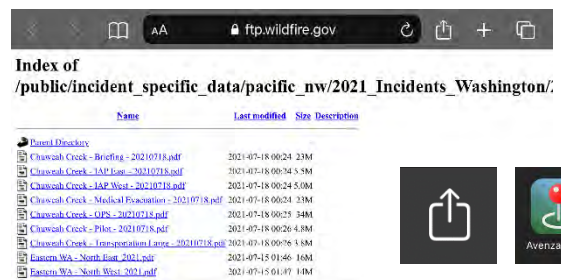 AA ftp.wildfire.gov
Index of
/public/incident_specific_data/pacific_nw/2021_Incidents_Washington/
Name Last modified Size Description
Parent Directory
Chuweah Creek - Briefing - 20210718.pdf 2021-07-18 00:24 23M
Chuweah Creek - IAP East - 20210718.pdf 2021-07-18 00:24 5.5M
Chuweah Creek - IAP West - 20210718.pdf 2021-07-18 00:24 5.0M
Chuweah Creek - Medical Evacuation - 20210718.pdf 2021-07-18 00:24 23M
Chuweah Creek - OPS - 20210718.pdf 2021-07-18 00:25 34M
Chuweah Creek - Pilot - 20210718.pdf 2021-07-18 00:26 4.8M
Chuweah Creek - Transportation Large - 20210718.pdf 2021-07-18 00:26 3.8M
Eastern WA - North East_2021.pdf 2021-07-15 01:46 16M
Eastern WA - North West_2021.pdf 2021-07-15 01:47 14M
Avenza